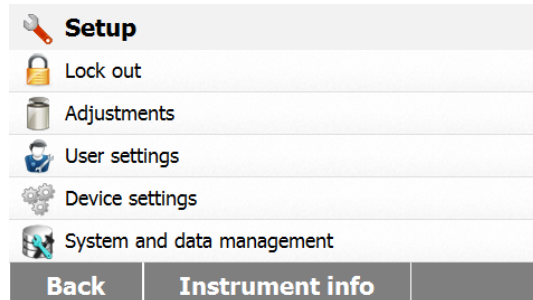 Setup
Lock out
Adjustments
User settings
Device settings
System and data management
Back
Instrument info